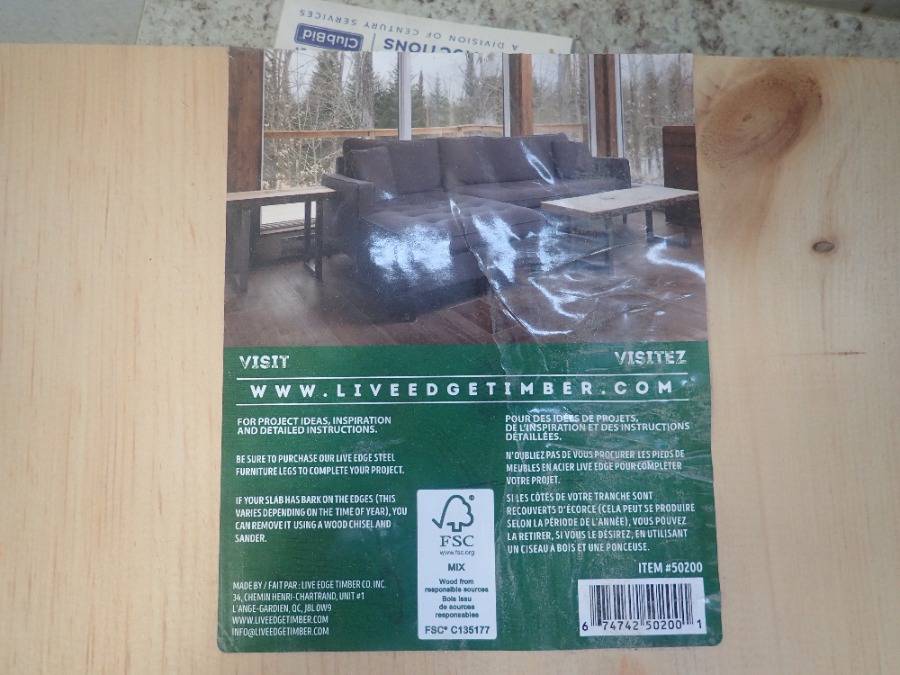 A DIVISION OF CENTURY SERVICES
ClubBid
VISIT
VISITEZ
WWW.LIVEEDGETIMBER.COM
FOR PROJECT IDEAS, INSPIRATION
AND DETAILED INSTRUCTIONS.
BE SURE TO PURCHASE OUR LIVE EDGE STEEL
FURNITURE LEGS TO COMPLETE YOUR PROJECT.
IF YOUR SLAB HAS BARK ON THE EDGES (THIS
VARIES DEPENDING ON THE TIME OF YEAR), YOU
CAN REMOVE IT USING A WOOD CHISEL AND
SANDER.
MADE BY / FAIT PAR : LIVE EDGE TIMBER CO. INC.
34, CHEMIN HENRI-CHARTRAND, UNIT #1
L'ANGE-GARDIEN, QC, J8L 0W9
WWW.LIVEEDGETIMBER.COM
INFO@LIVEEDGETIMBER.COM
FSC
www.fsc.org
MIX
Wood from
responsible sources
Bois issu
de sources
responsables
FSC® C135177
POUR DES IDÉES DE PROJETS,
DE L'INSPIRATION ET DES INSTRUCTIONS
DÉTAILLÉES.
N'OUBLIEZ PAS DE VOUS PROCURER LES PIEDS DE
MEUBLES EN ACIER LIVE EDGE POUR COMPLÉTER
VOTRE PROJET.
SI LES CÔTÉS DE VOTRE TRANCHE SONT
RECOUVERTS D'ÉCORCE (CELA PEUT SE PRODUIRE
SELON LA PÉRIODE DE L'ANNÉE), VOUS POUVEZ
LA RETIRER, SI VOUS LE DÉSIREZ, EN UTILISANT
UN CISEAU A BOIS ET UNE PONCEUSE.
ITEM #50200
6 74742 50200 1